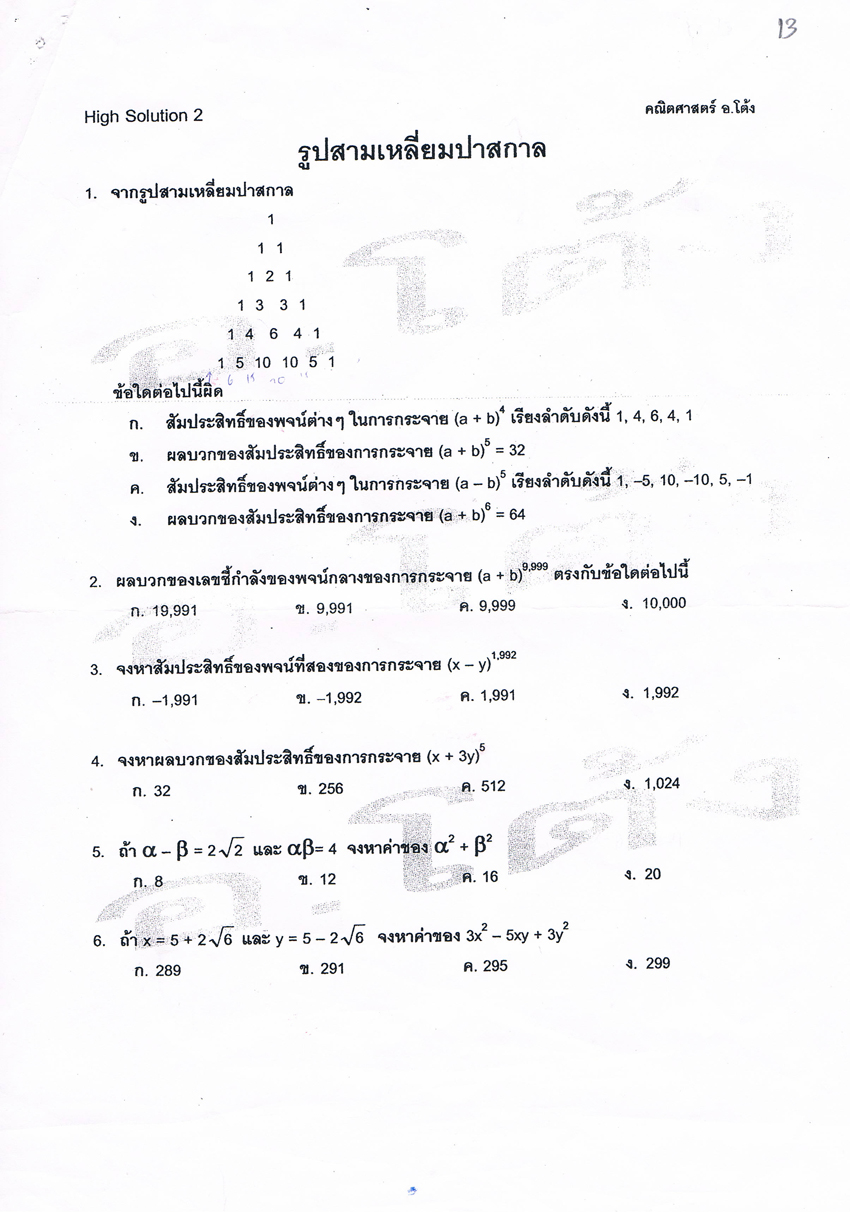 13
High Solution 2
คณิตศาสตร์ อ.โต้ง
รูปสามเหลี่ยมปาสกาล
1. จากรูปสามเหลี่ยมปาสกาล
1
1 1
1 2 1
1 3 3 1
1 4 6 4 1
1 5 10 10 5 1
ข้อใดต่อไปนี้ผิด
ก. สัมประสิทธิ์ของพจน์ต่างๆ ในการกระจาย (a + b)⁴ เรียงลำดับดังนี้ 1, 4, 6, 4, 1
ข. ผลบวกของสัมประสิทธิ์ของการกระจาย (a + b)⁵ = 32
ค. สัมประสิทธิ์ของพจน์ต่างๆ ในการกระจาย (a – b)⁵ เรียงลำดับดังนี้ 1, –5, 10, –10, 5, –1
ง. ผลบวกของสัมประสิทธิ์ของการกระจาย (a + b)⁶ = 64
2. ผลบวกของเลขชี้กำลังของพจน์กลางของการกระจาย (a + b)⁹,⁹⁹⁹ ตรงกับข้อใดต่อไปนี้
ก. 19,991 ข. 9,991 ค. 9,999 ง. 10,000
3. จงหาสัมประสิทธิ์ของพจน์ที่สองของการกระจาย (x – y)¹,⁹⁹²
ก. –1,991 ข. –1,992 ค. 1,991 ง. 1,992
4. จงหาผลบวกของสัมประสิทธิ์ของการกระจาย (x + 3y)⁵
ก. 32 ข. 256 ค. 512 ง. 1,024
5. ถ้า α – β = 2√2 และ αβ = 4 จงหาค่าของ α² + β²
ก. 8 ข. 12 ค. 16 ง. 20
6. ถ้า x = 5 + 2√6 และ y = 5 – 2√6 จงหาค่าของ 3x² – 5xy + 3y²
ก. 289 ข. 291 ค. 295 ง. 299